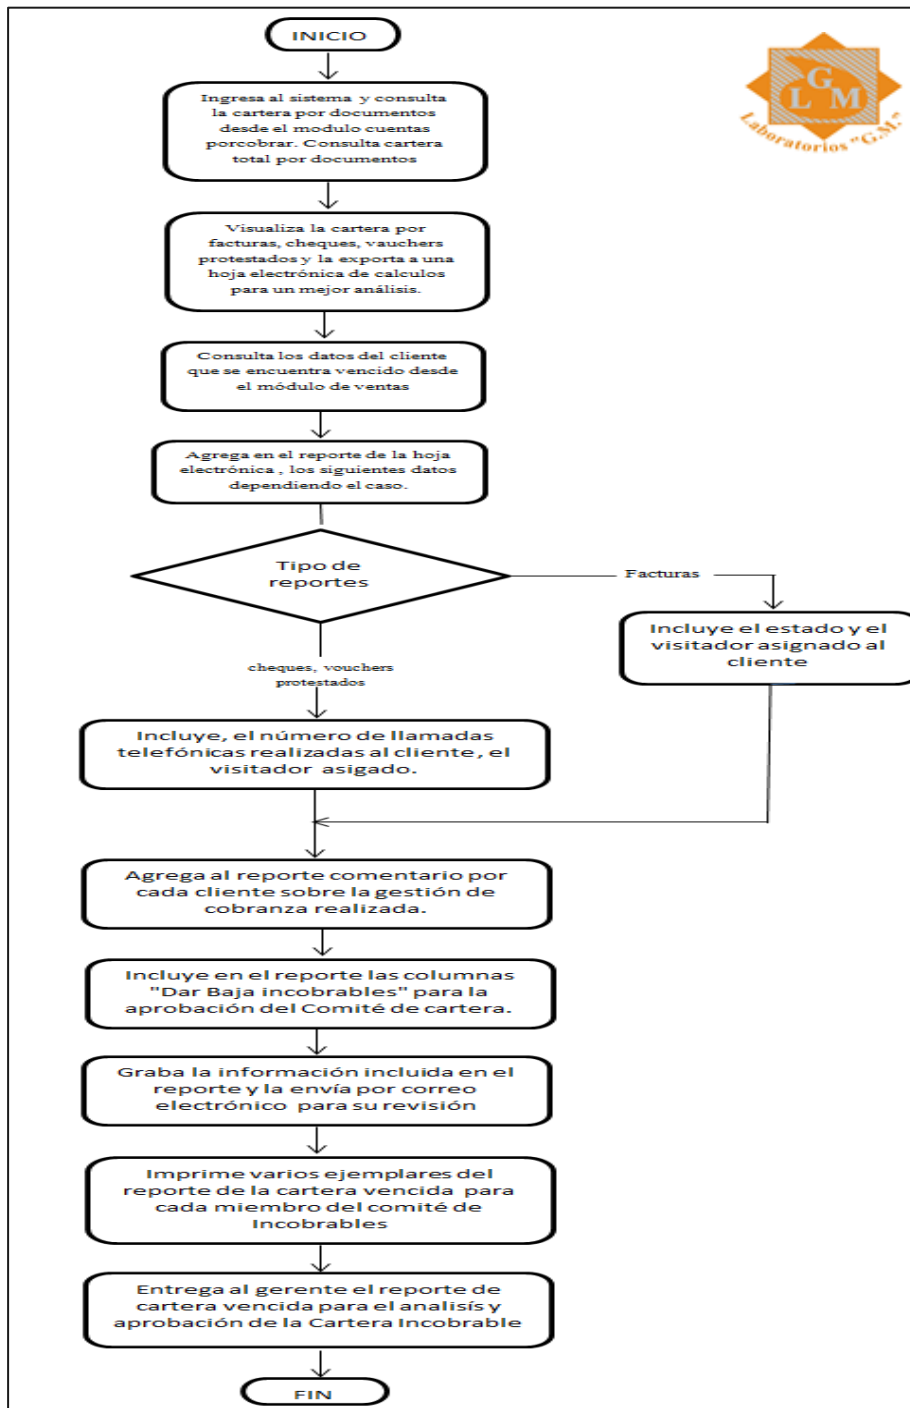 INICIO
L G M
Laboratorios "G.M."
Ingresa al sistema y consulta
la cartera por documentos
desde el modulo cuentas
porcobrar. Consulta cartera
total por documentos
Visualiza la cartera por
facturas, cheques, vauchers
protestados y la exporta a una
hoja electrónica de calculos
para un mejor análisis.
Consulta los datos del cliente
que se encuentra vencido desde
el módulo de ventas
Agrega en el reporte de la hoja
electrónica , los siguientes datos
dependiendo el caso.
Tipo de
reportes
Facturas
Incluye el estado y el
visitador asignado al
cliente
cheques, vouchers
protestados
Incluye, el número de llamadas
telefónicas realizadas al cliente, el
visitador asigado.
Agrega al reporte comentario por
cada cliente sobre la gestión de
cobranza realizada.
Incluye en el reporte las columnas
"Dar Baja incobrables" para la
aprobación del Comité de cartera.
Graba la información incluida en el
reporte y la envía por correo
electrónico para su revisión
Imprime varios ejemplares del
reporte de la cartera vencida para
cada miembro del comité de
Incobrables
Entrega al gerente el reporte de
cartera vencida para el analisís y
aprobación de la Cartera Incobrable
FIN